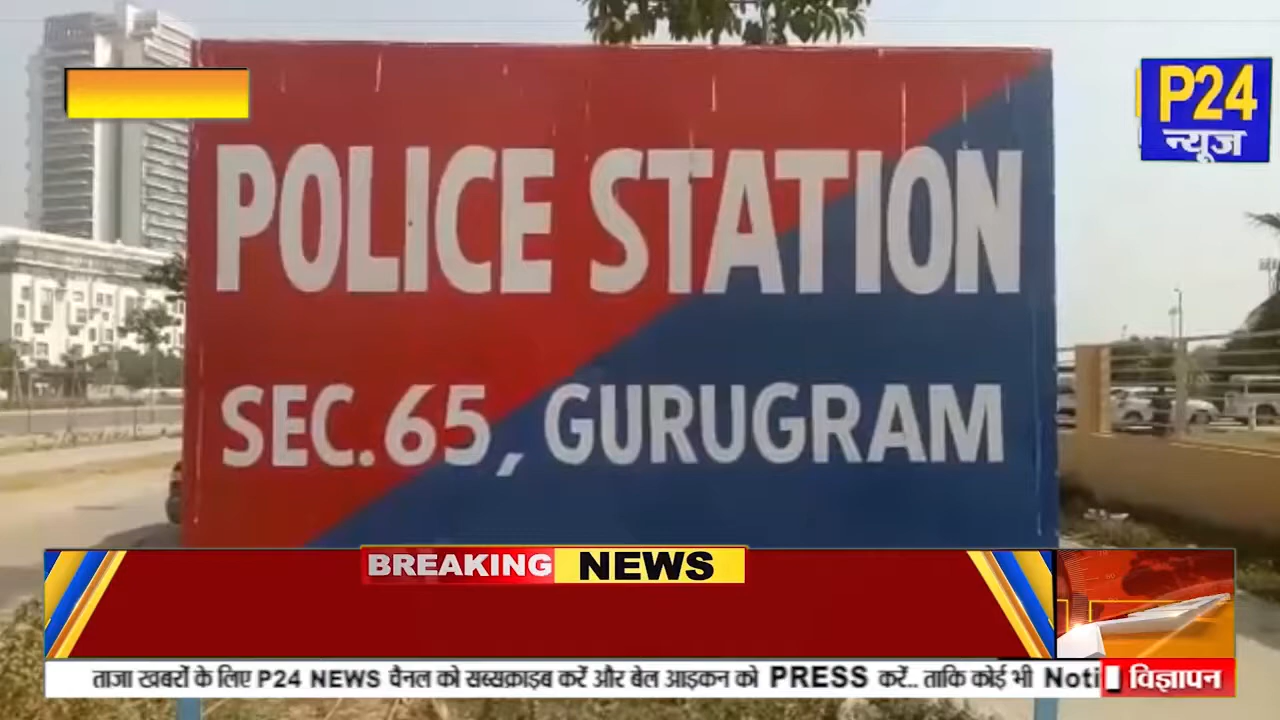 P24
न्यूज
POLICE STATION
SEC.65, GURUGRAM
BREAKING NEWS
ताजा खबरों के लिए P24 NEWS चैनल को सब्सक्राइब करें और बेल आइकन को PRESS करें.. ताकि कोई भी Noti
विज्ञापन